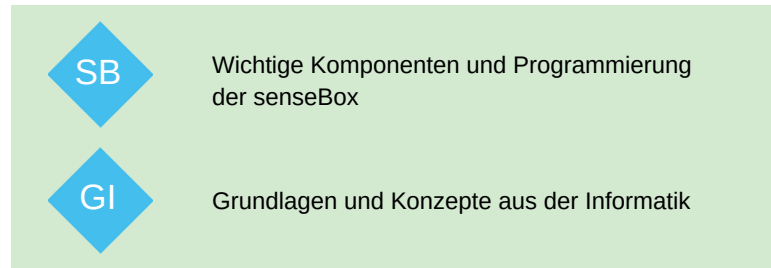 SB
Wichtige Komponenten und Programmierung
der senseBox
GI
Grundlagen und Konzepte aus der Informatik